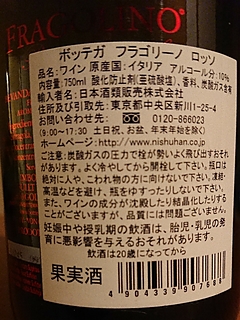 FRAGOLINO
ボッテガ フラゴリーノ ロッソ
品名:ワイン 原産国:イタリア アルコール分:10%
内容量:750ml 酸化防止剤(亜硫酸塩)、香料、炭酸ガス含有
輸入者名:日本酒類販売株式会社
住所及び引取先:東京都中央区新川1-25-4
お問い合わせ先: 0120-866023
(9:00〜17:30 土日祝、お盆、年末年始を除く)
ホームページ:http://www.nishuhan.co.jp
ご注意:炭酸ガスの圧力で栓が勢いよく飛び出すおそれが
あります。よく冷やしてから開栓して下さい。瓶口は
絶対に人や、こわれ物の方に向けないで下さい。凍結・
高温などを避け、瓶をゆすったりしないで下さい。
また、ワインの成分が沈殿したり結晶化したりする
ことがありますが、品質には問題ございません。
妊娠中や授乳期の飲酒は、胎児・乳児の発
育に悪影響を与えるおそれがあります。
飲酒は20歳になってから
果実酒
4 904339 907686